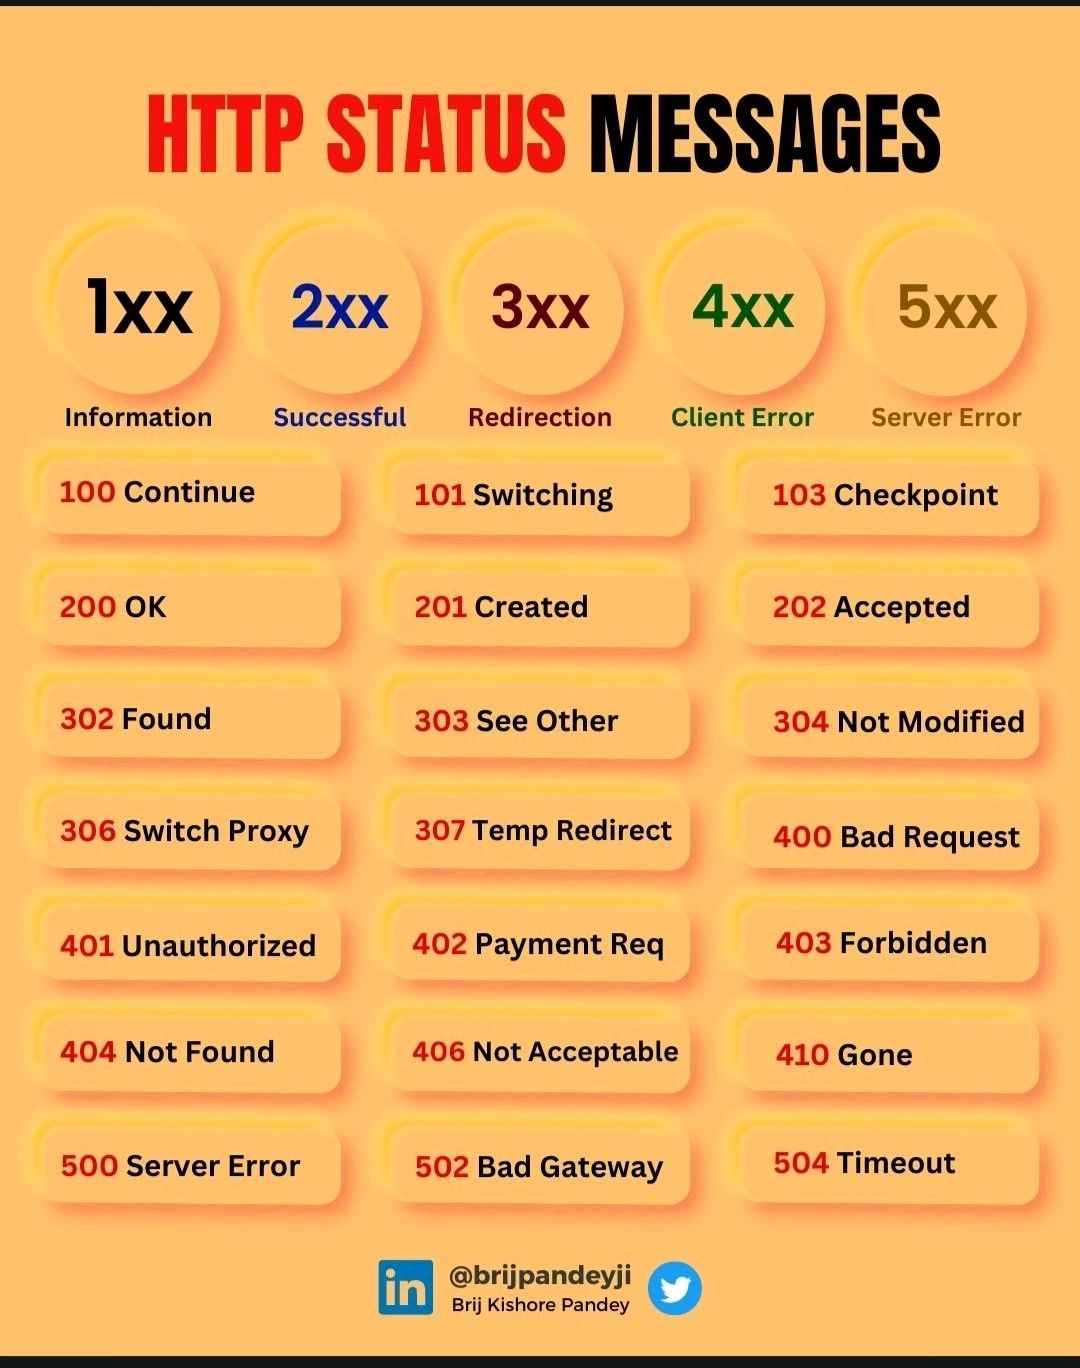 HTTP STATUS MESSAGES
1xx 2xx 3xx 4xx 5xx
Information Successful Redirection Client Error Server Error
100 Continue 101 Switching 103 Checkpoint
200 OK 201 Created 202 Accepted
302 Found 303 See Other 304 Not Modified
306 Switch Proxy 307 Temp Redirect 400 Bad Request
401 Unauthorized 402 Payment Req 403 Forbidden
404 Not Found 406 Not Acceptable 410 Gone
500 Server Error 502 Bad Gateway 504 Timeout
in @brijpandeyji
Brij Kishore Pandey